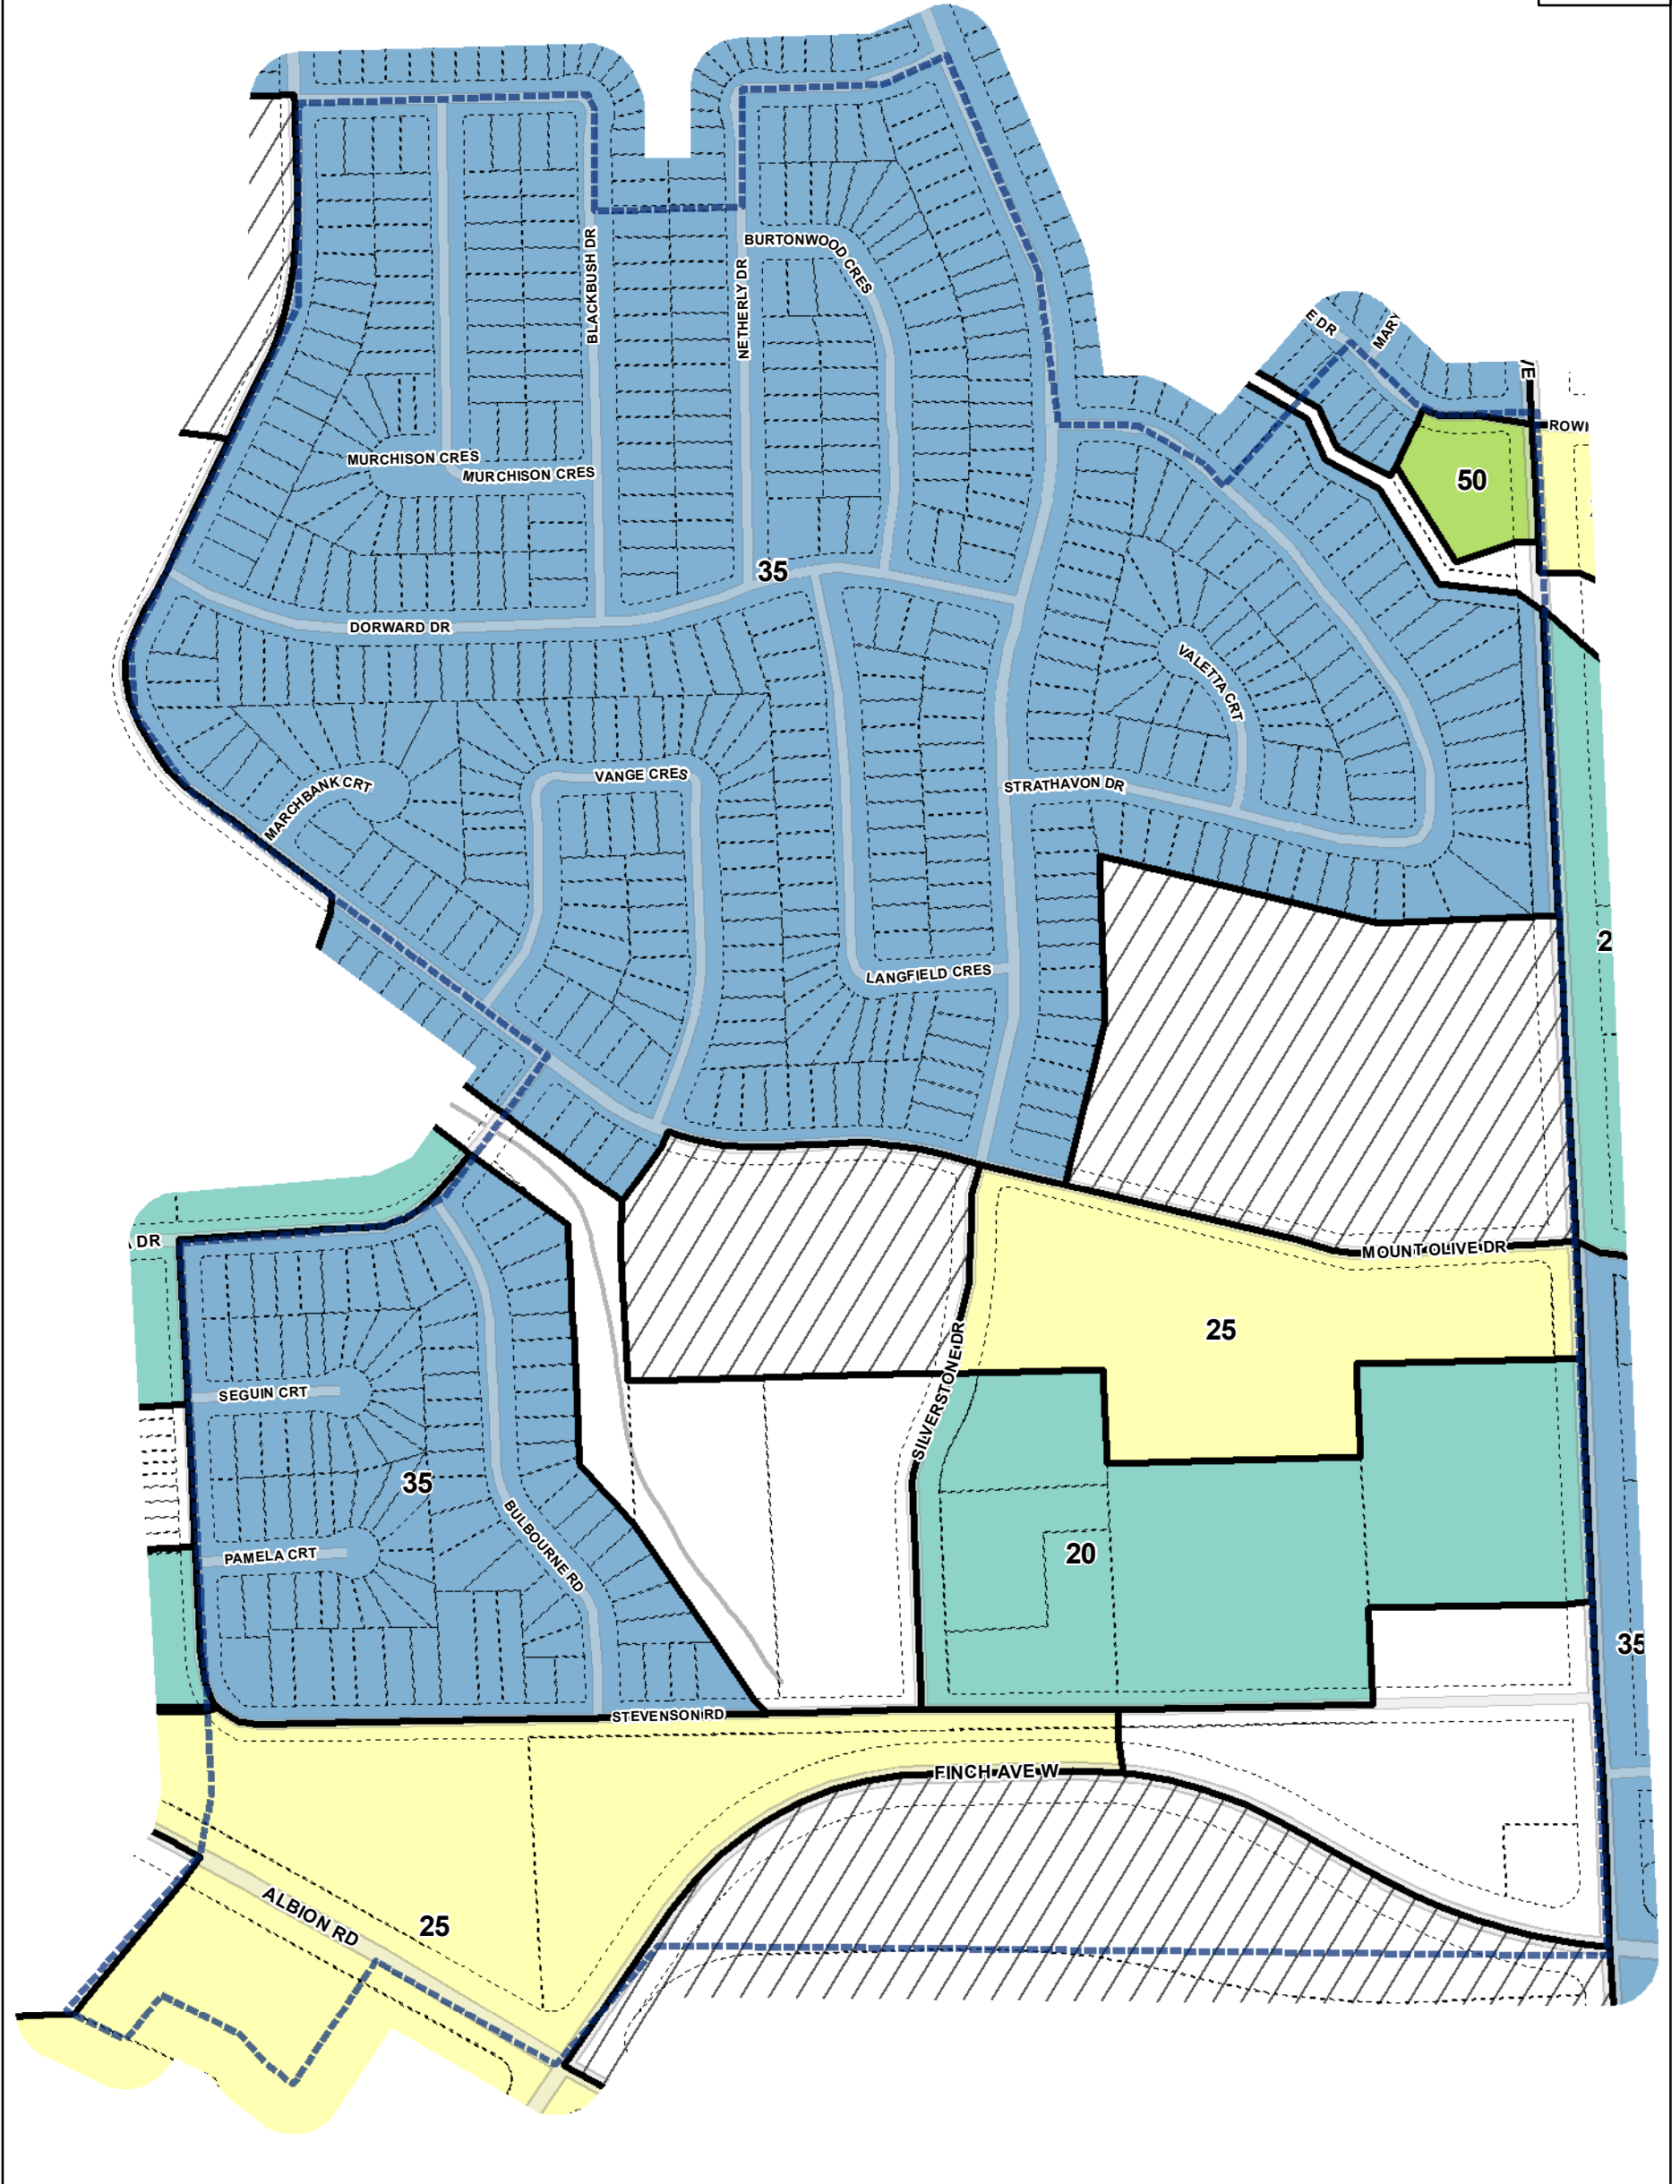 BURTONWOOD CRES
BLACKBUSH DR
NETHERLY DR
E DR
MARY
/E
ROWI
MURCHISON CRES
MURCHISON CRES
50
35
DORWARD DR
VALETTA CRT
VANGE CRES
MARCHBANK CRT
STRATHAVON DR
2
LANGFIELD CRES
DR
MOUNT OLIVE DR
25
SILVERSTONE DR
SEGUIN CRT
35
BULBOURNE RD
PAMELA CRT
20
35
STEVENSON RD
FINCH AVE W
ALBION RD
25